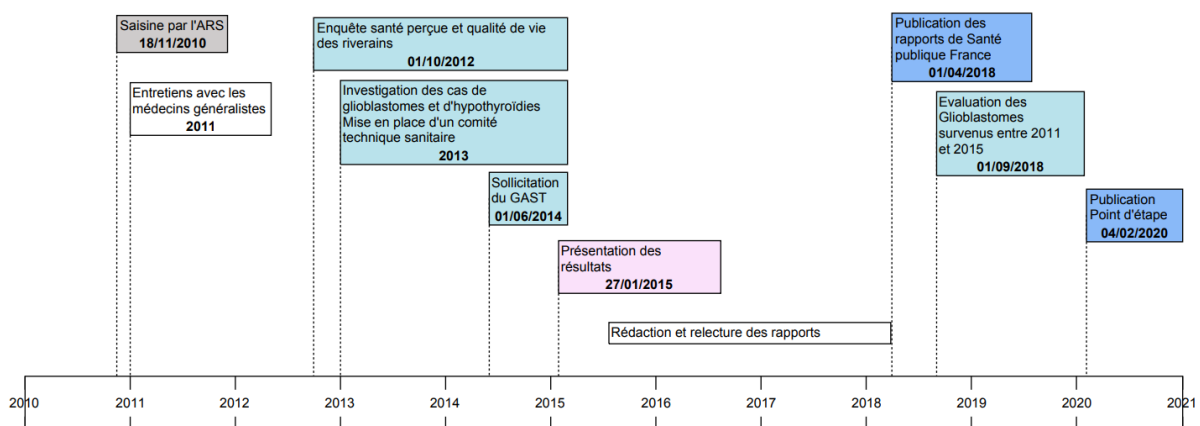 Saisine par l'ARS
18/11/2010
Entretiens avec les
médecins généralistes
2011
Enquête santé perçue et qualité de vie
des riverains
01/10/2012
Investigation des cas de
glioblastomes et d'hypothyroïdies
Mise en place d'un comité
technique sanitaire
2013
Sollicitation
du GAST
01/06/2014
Présentation des
résultats
27/01/2015
Rédaction et relecture des rapports
Publication des
rapports de Santé
publique France
01/04/2018
Evaluation des
Glioblastomes
survenus entre 2011
et 2015
01/09/2018
Publication
Point d'étape
04/02/2020
2010 2011 2012 2013 2014 2015 2016 2017 2018 2019 2020 2021